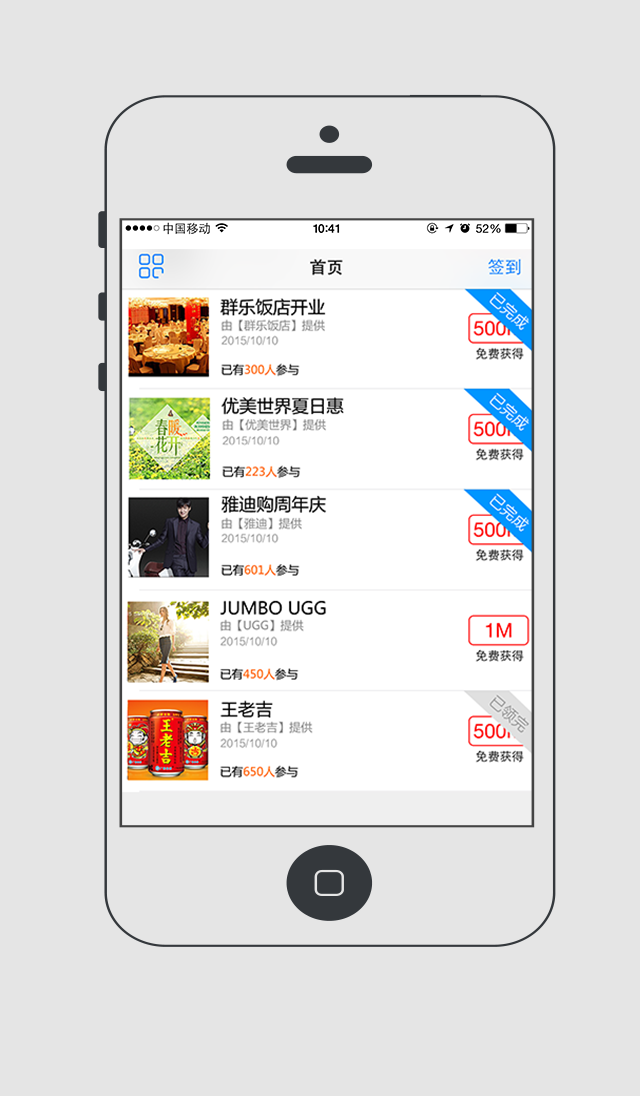 中国移动
10:41
52%
首页
签到
群乐饭店开业
由【群乐饭店】提供
2015/10/10
已有300人参与
已完成
500
免费获得
优美世界夏日惠
由【优美世界】提供
2015/10/10
已有223人参与
已完成
500
免费获得
春暖
花开
雅迪购周年庆
由【雅迪】提供
2015/10/10
已有601人参与
已完成
500
免费获得
JUMBO UGG
由【UGG】提供
2015/10/10
已有450人参与
1M
免费获得
王老吉
由【王老吉】提供
2015/10/10
已有650人参与
已领完
500
免费获得
王老吉